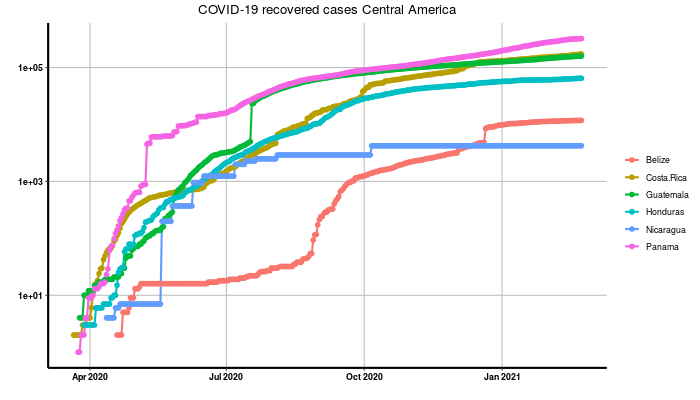 COVID-19 recovered cases Central America
1e+05
1e+03
1e+01
Apr 2020
Jul 2020
Oct 2020
Jan 2021
Belize
Costa.Rica
Guatemala
Honduras
Nicaragua
Panama